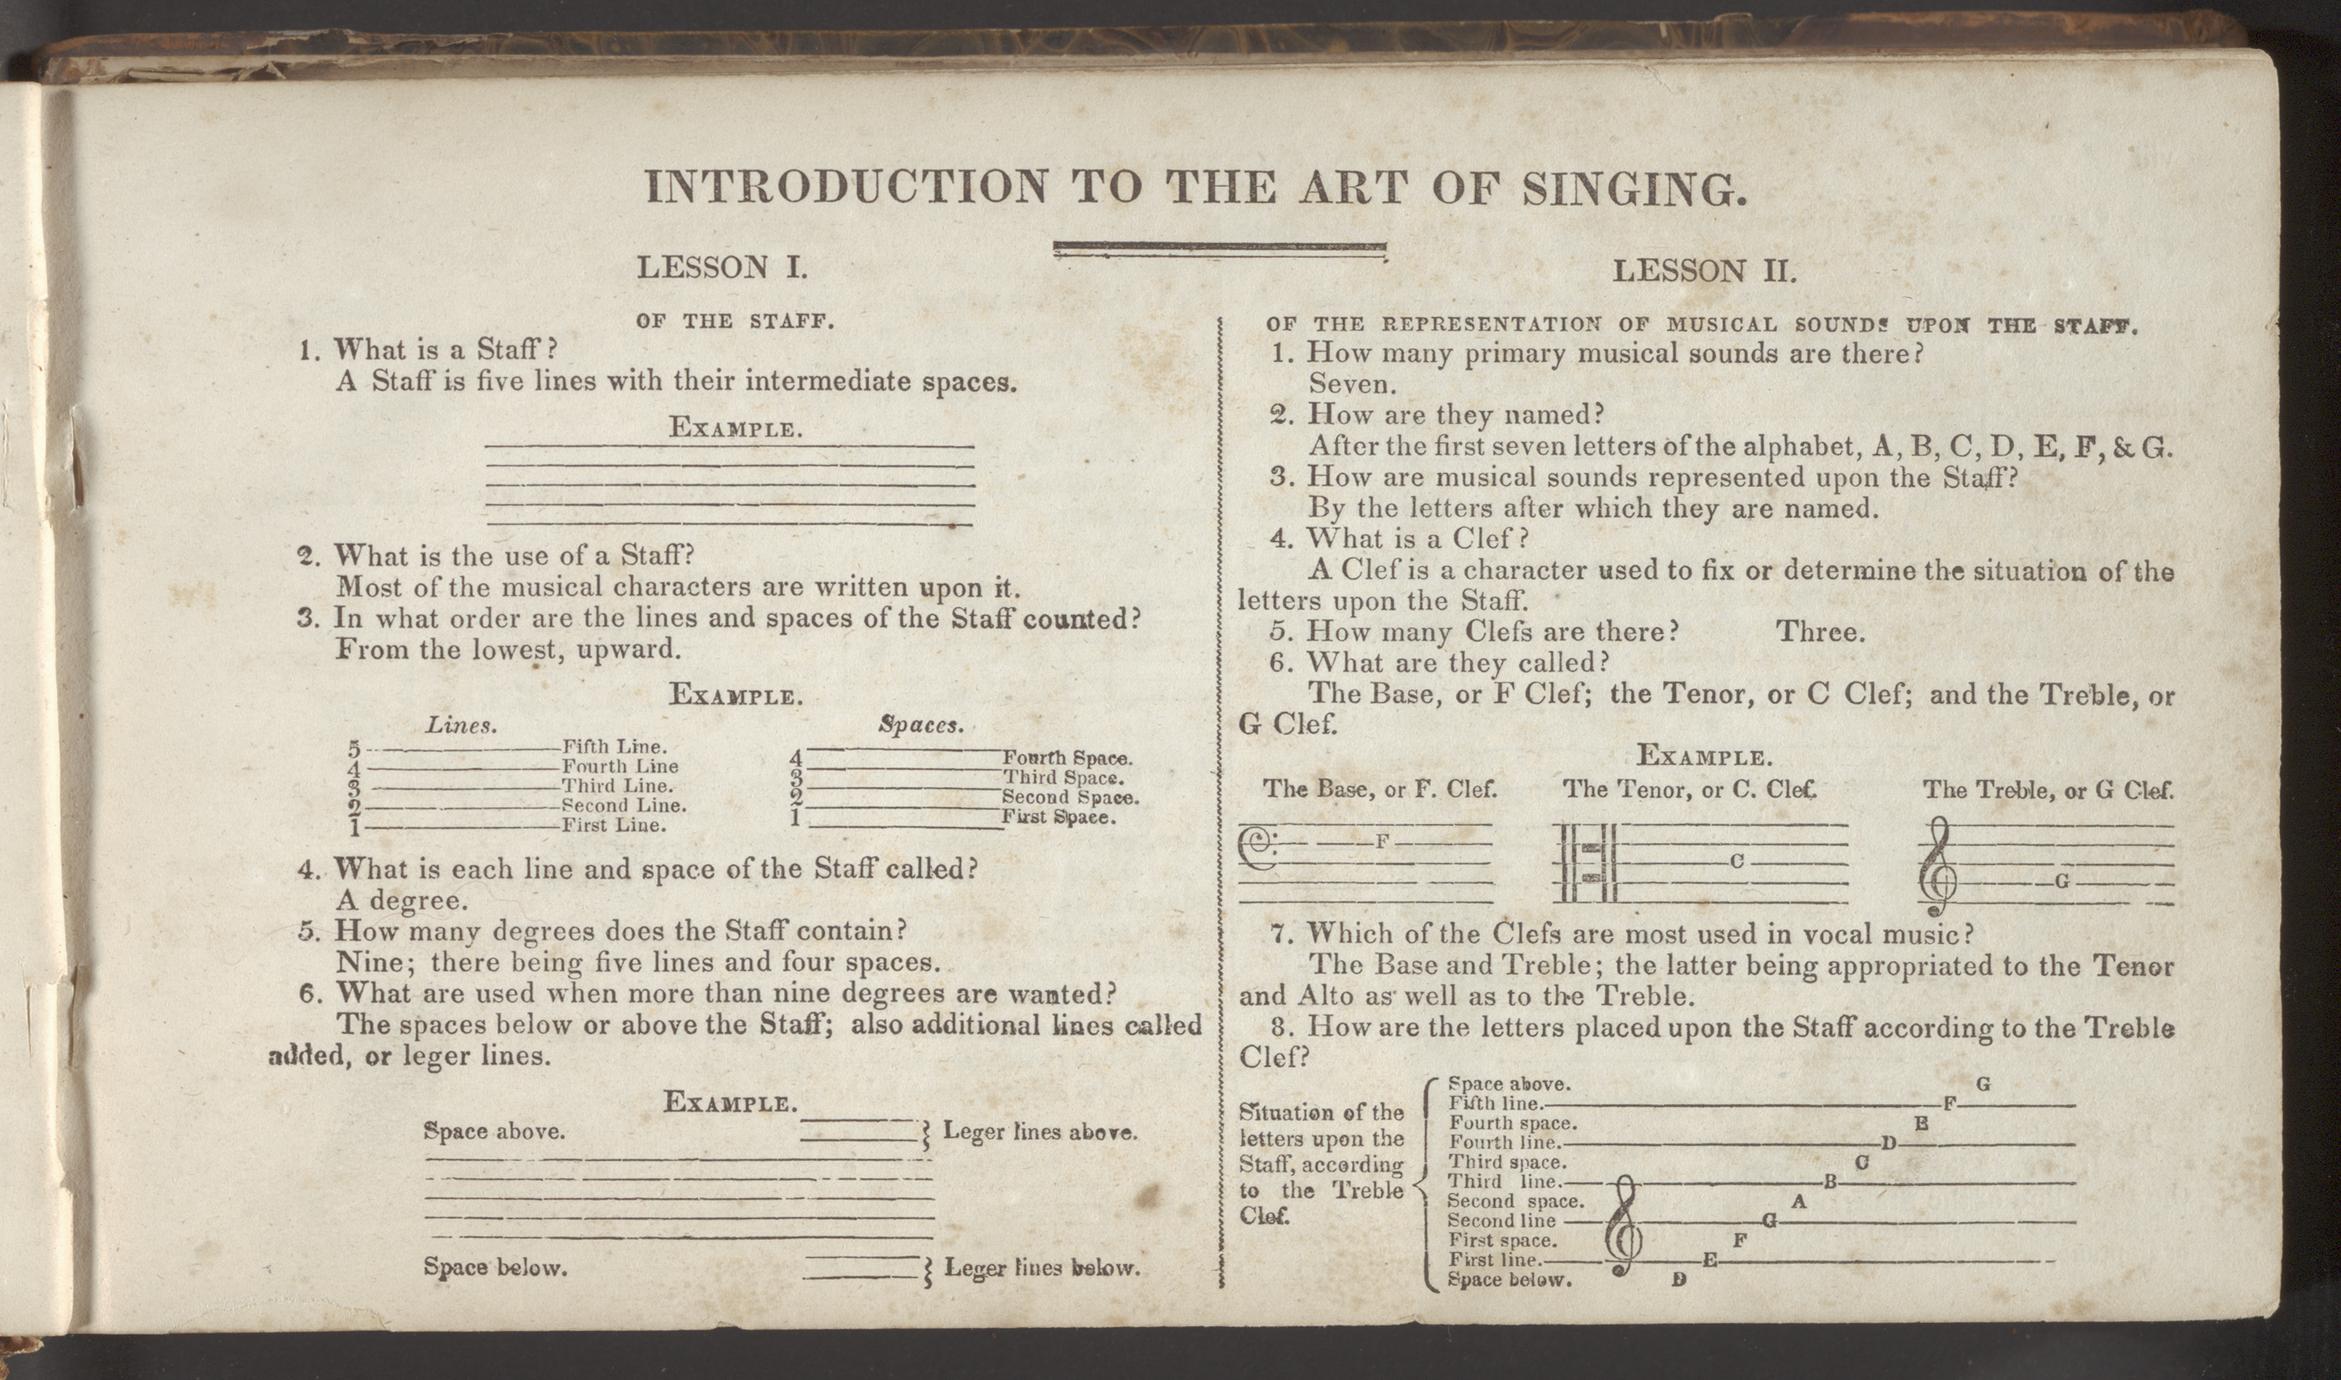 INTRODUCTION TO THE ART OF SINGING.
LESSON I.
OF THE STAFF.
1. What is a Staff?
A Staff is five lines with their intermediate spaces.
EXAMPLE.
2. What is the use of a Staff?
Most of the musical characters are written upon it.
3. In what order are the lines and spaces of the Staff counted?
From the lowest, upward.
EXAMPLE.
Lines. Spaces.
5 Fifth Line.
4 Fourth Line
3 Third Line.
2 Second Line.
1 First Line.
4 Fourth Space.
3 Third Space.
2 Second Space.
1 First Space.
4. What is each line and space of the Staff called?
A degree.
5. How many degrees does the Staff contain?
Nine; there being five lines and four spaces.
6. What are used when more than nine degrees are wanted?
The spaces below or above the Staff; also additional lines called
added, or leger lines.
EXAMPLE.
Space above. Leger lines above.
Space below. Leger lines below.
LESSON II.
OF THE REPRESENTATION OF MUSICAL SOUNDS UPON THE STAFF.
1. How many primary musical sounds are there?
Seven.
2. How are they named?
After the first seven letters of the alphabet, A, B, C, D, E, F, & G.
3. How are musical sounds represented upon the Staff?
By the letters after which they are named.
4. What is a Clef?
A Clef is a character used to fix or determine the situation of the
letters upon the Staff.
5. How many Clefs are there? Three.
6. What are they called?
The Base, or F Clef; the Tenor, or C Clef; and the Treble, or
G Clef.
EXAMPLE.
The Base, or F. Clef. The Tenor, or C. Clef. The Treble, or G Clef.
F C G
7. Which of the Clefs are most used in vocal music?
The Base and Treble; the latter being appropriated to the Tenor
and Alto as well as to the Treble.
8. How are the letters placed upon the Staff according to the Treble
Clef?
Situation of the
letters upon the
Staff, according
to the Treble
Clef.
Space above. G
Fifth line. F
Fourth space. E
Fourth line. D
Third space. C
Third line. B
Second space. A
Second line G
First space. F
First line. E
Space below. D